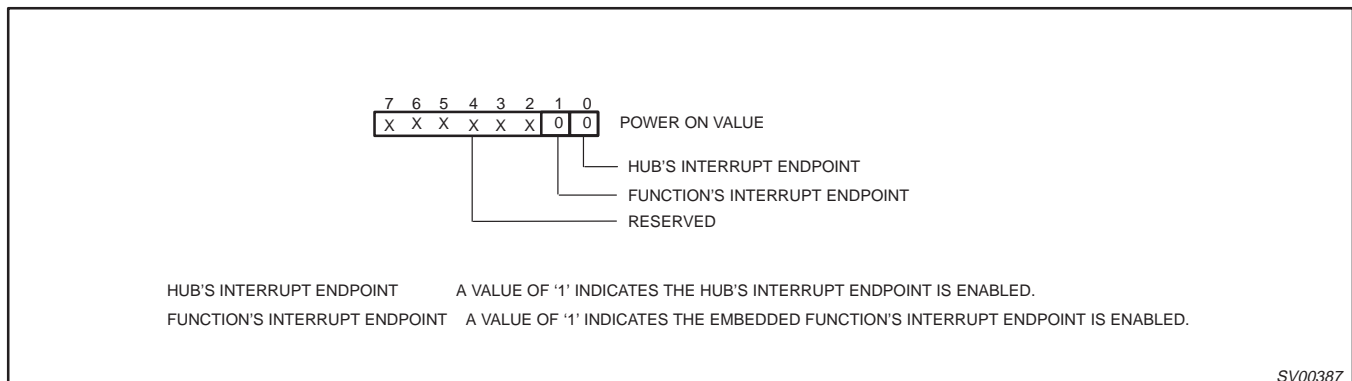 7 6 5 4 3 2 1 0
X X X X X X 0 0 POWER ON VALUE
HUB'S INTERRUPT ENDPOINT
FUNCTION'S INTERRUPT ENDPOINT
RESERVED
HUB'S INTERRUPT ENDPOINT A VALUE OF ‘1’ INDICATES THE HUB'S INTERRUPT ENDPOINT IS ENABLED.
FUNCTION'S INTERRUPT ENDPOINT A VALUE OF ‘1’ INDICATES THE EMBEDDED FUNCTION'S INTERRUPT ENDPOINT IS ENABLED.
SV00387